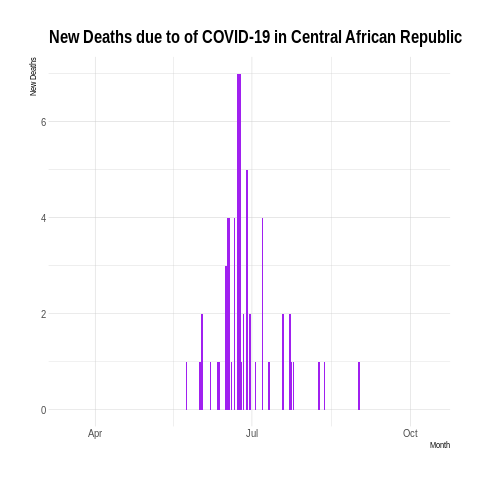 New Deaths due to of COVID-19 in Central African Republic
New Deaths
6
4
2
0
Apr
Jul
Oct
Month